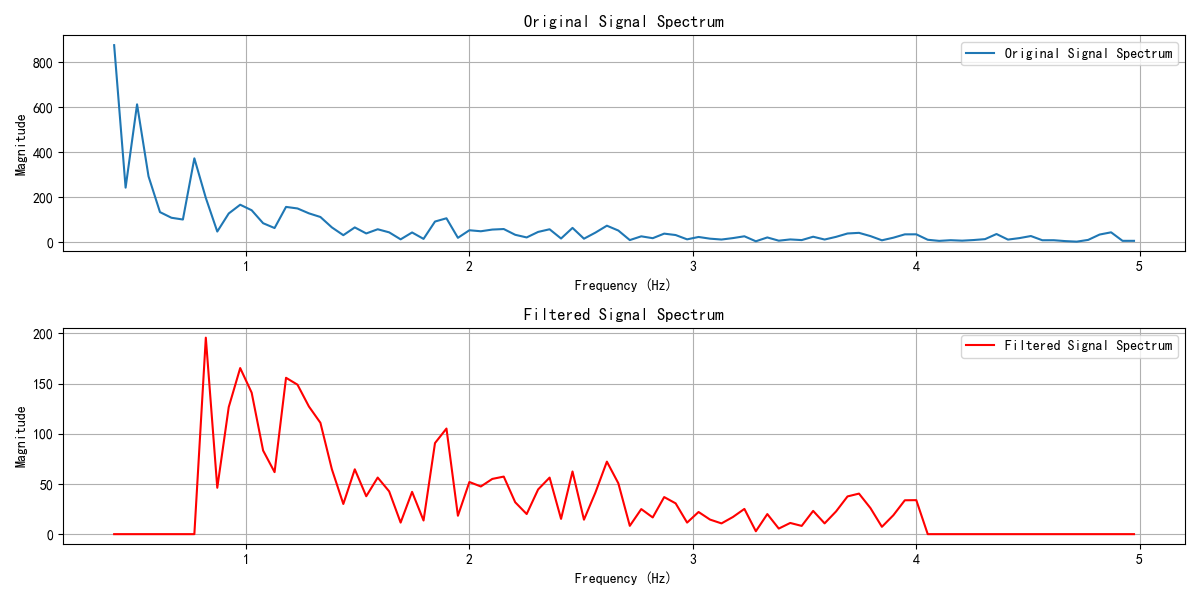 Original Signal Spectrum
Original Signal Spectrum
800
600
400
200
0
Magnitude
1 2 3 4 5
Frequency (Hz)
Filtered Signal Spectrum
Filtered Signal Spectrum
200
150
100
50
0
Magnitude
1 2 3 4 5
Frequency (Hz)